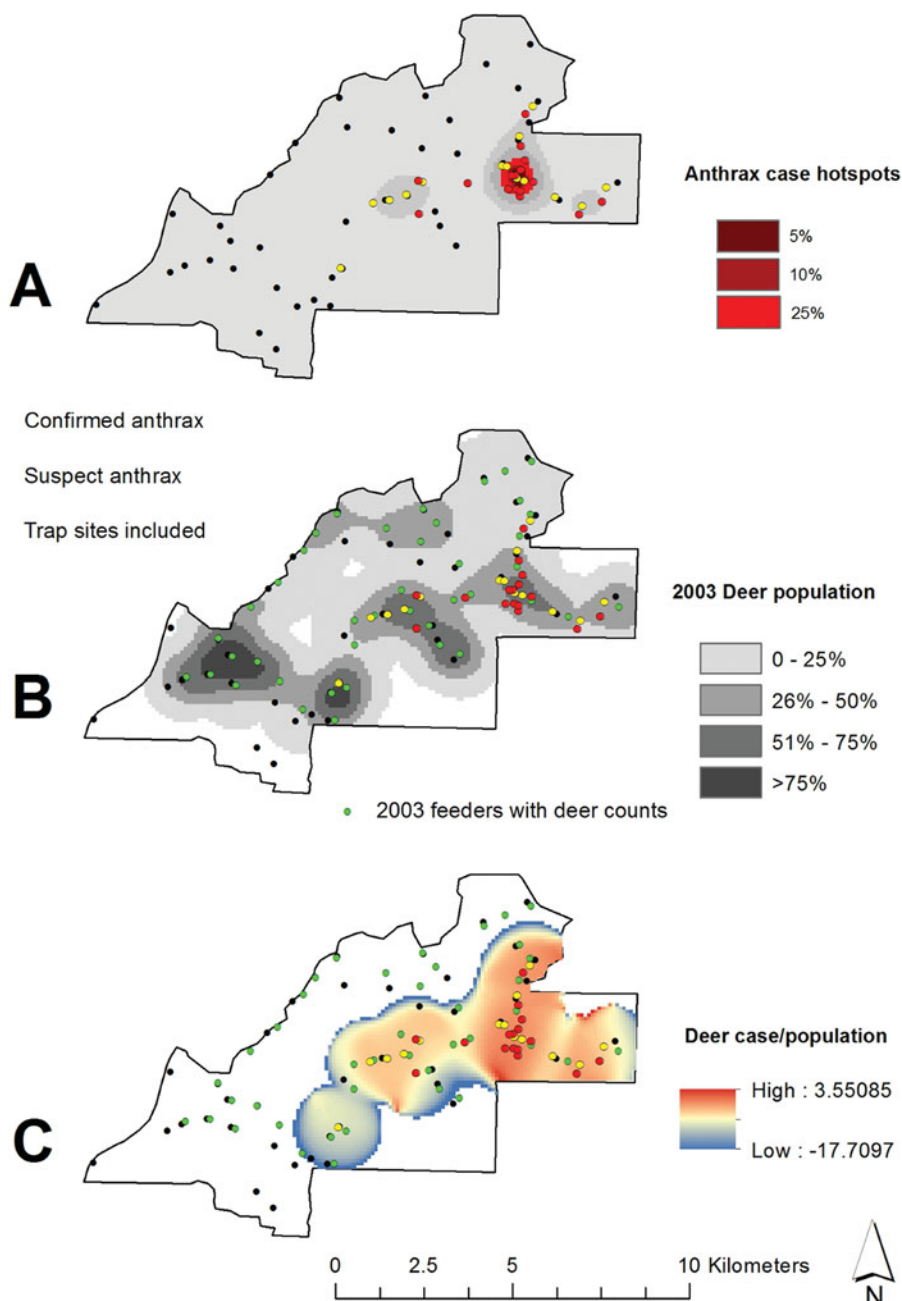 A
Anthrax case hotspots
5%
10%
25%
Confirmed anthrax
Suspect anthrax
Trap sites included
B
2003 Deer population
0 - 25%
26% - 50%
51% - 75%
>75%
2003 feeders with deer counts
C
Deer case/population
High : 3.55085
Low : -17.7097
0 2.5 5 10 Kilometers
N